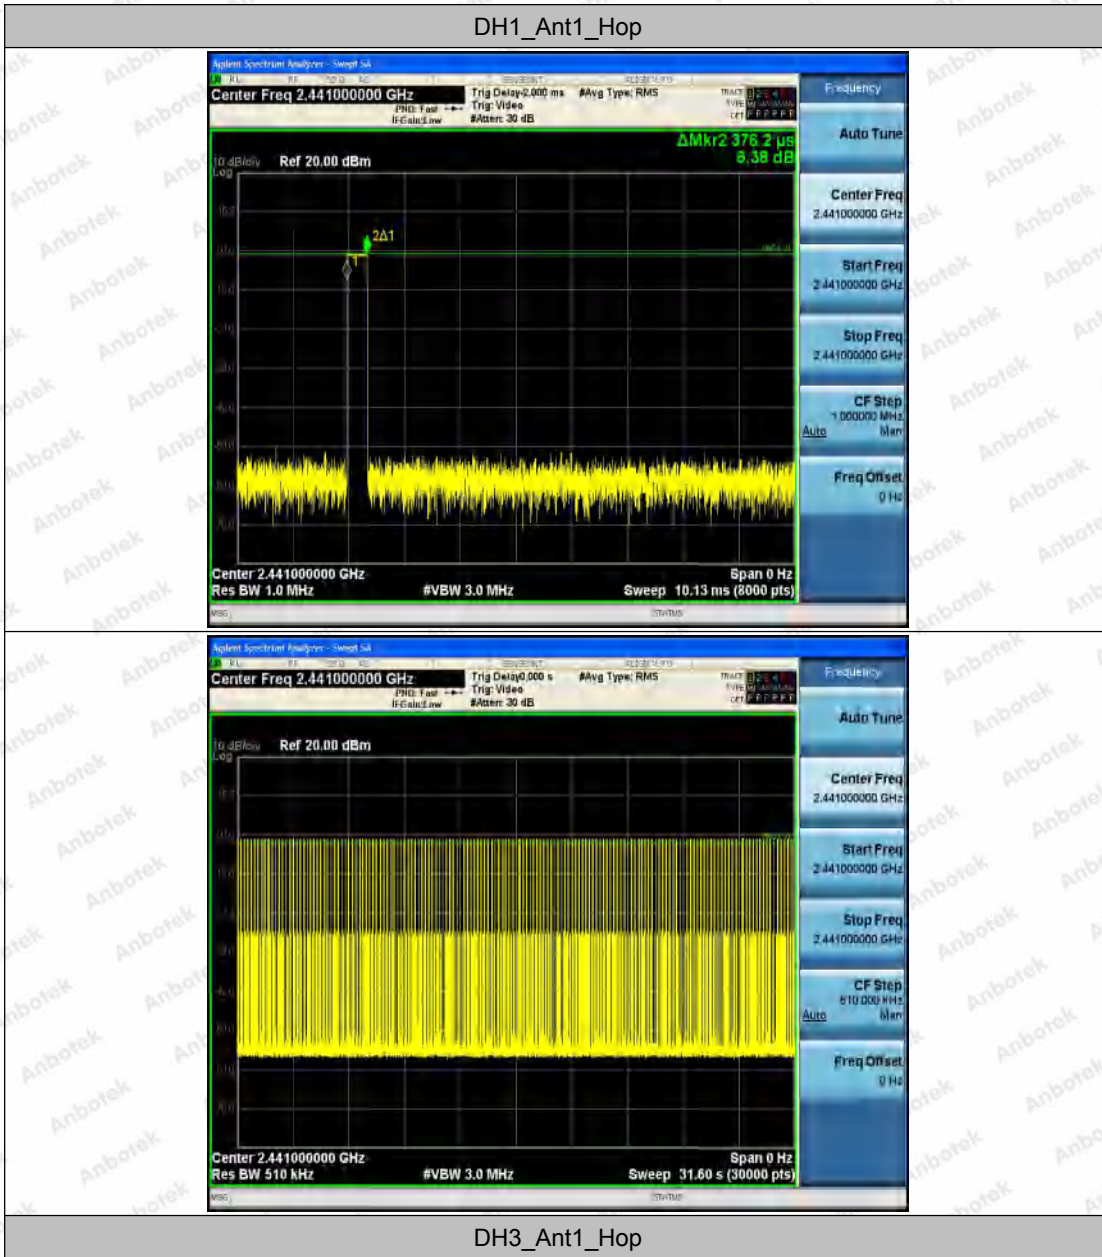 DH1_Ant1_Hop
Agilent Spectrum Analyzer - Swept SA
Center Freq 2.441000000 GHz
PNO: Fast
IFGain:Low
Trig Delay-2.000 ms
Trig: Video
#Atten: 30 dB
#Avg Type: RMS
TRACE
TYPE
DET P P P P P P
ΔMkr2 376.2 µs
6.38 dB
10 dB/div
Log
Ref 20.00 dBm
2Δ1
Center 2.441000000 GHz
Span 0 Hz
Res BW 1.0 MHz
#VBW 3.0 MHz
Sweep 10.13 ms (8000 pts)
MSG
STATUS
Frequency
Auto Tune
Center Freq
2.441000000 GHz
Start Freq
2.441000000 GHz
Stop Freq
2.441000000 GHz
CF Step
1.000000 MHz
Auto Man
Freq Offset
0 Hz
Agilent Spectrum Analyzer - Swept SA
Center Freq 2.441000000 GHz
PNO: Fast
IFGain:Low
Trig Delay0.000 s
Trig: Video
#Atten: 30 dB
#Avg Type: RMS
TRACE
TYPE
DET P P P P P P
10 dB/div
Log
Ref 20.00 dBm
Center 2.441000000 GHz
Span 0 Hz
Res BW 510 kHz
#VBW 3.0 MHz
Sweep 31.60 s (30000 pts)
MSG
STATUS
Frequency
Auto Tune
Center Freq
2.441000000 GHz
Start Freq
2.441000000 GHz
Stop Freq
2.441000000 GHz
CF Step
510.000 kHz
Auto Man
Freq Offset
0 Hz
DH3_Ant1_Hop
Anbotek